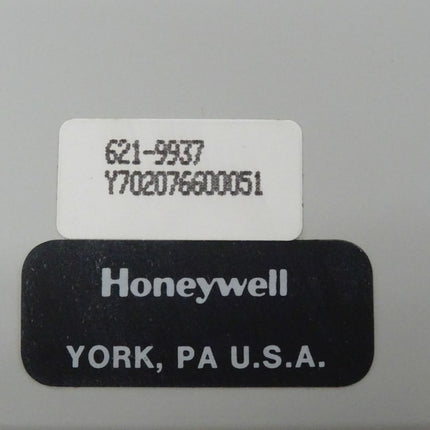 621-9937
Y702076600051
Honeywell
YORK, PA U.S.A.